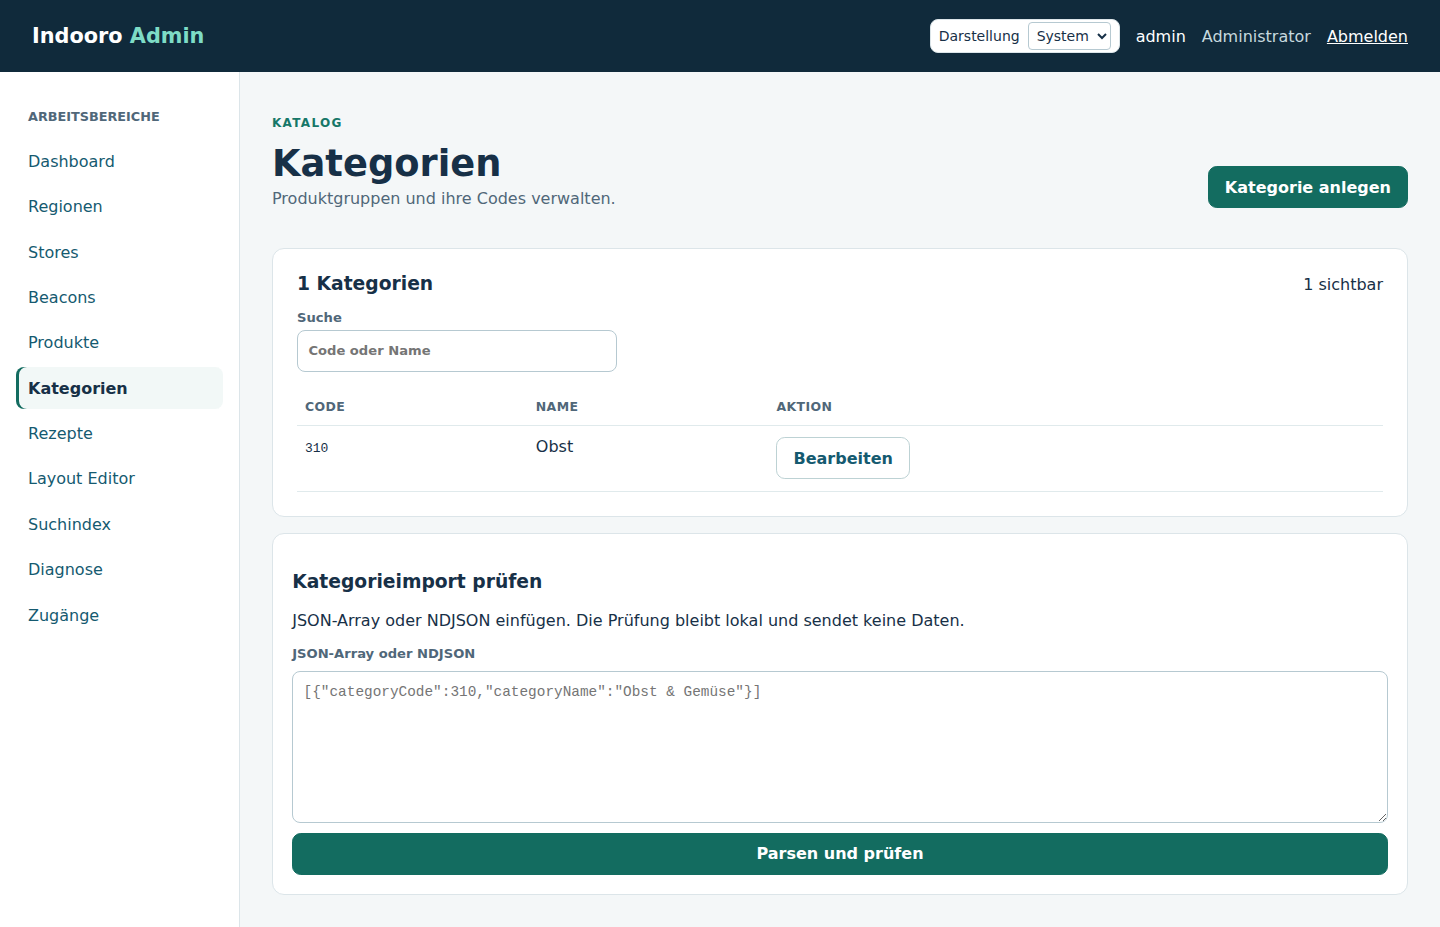 Indooro Admin
Darstellung System admin Administrator Abmelden
ARBEITSBEREICHE
Dashboard
Regionen
Stores
Beacons
Produkte
Kategorien
Rezepte
Layout Editor
Suchindex
Diagnose
Zugänge
KATALOG
Kategorien
Produktgruppen und ihre Codes verwalten.
Kategorie anlegen
1 Kategorien
1 sichtbar
Suche
Code oder Name
CODE NAME AKTION
310 Obst Bearbeiten
Kategorieimport prüfen
JSON-Array oder NDJSON einfügen. Die Prüfung bleibt lokal und sendet keine Daten.
JSON-Array oder NDJSON
[{"categoryCode":310,"categoryName":"Obst & Gemüse"}]
Parsen und prüfen